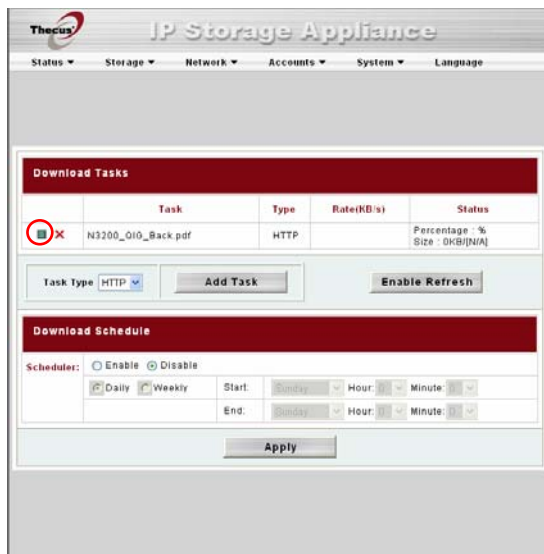 Thecus
IP Storage Appliance
Status Storage Network Accounts System Language
Download Tasks
Task Type Rate(KB/s) Status
N3200_QIG_Back.pdf HTTP Percentage : %
Size : 0KB/[N/A]
Task Type HTTP Add Task Enable Refresh
Download Schedule
Scheduler: Enable Disable
Daily Weekly Start: Sunday Hour: 0 Minute: 0
End: Sunday Hour: 0 Minute: 0
Apply